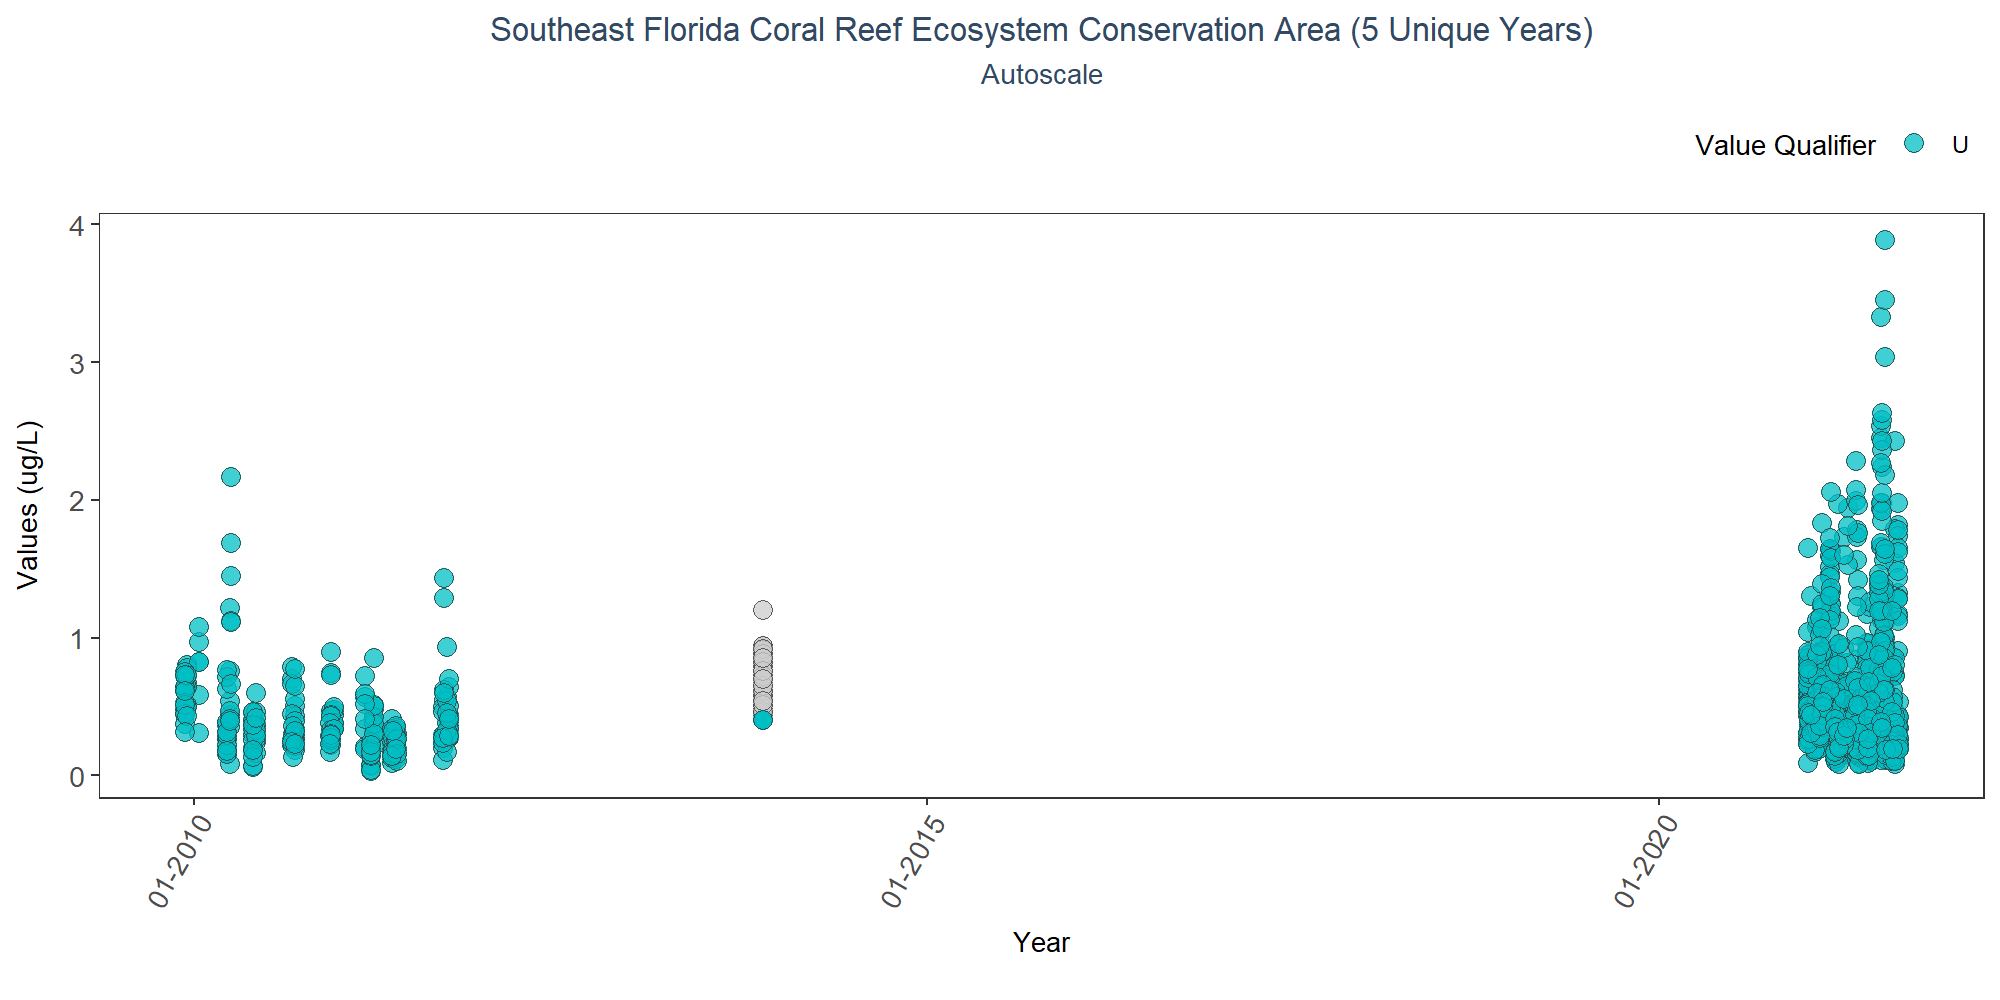 Southeast Florida Coral Reef Ecosystem Conservation Area (5 Unique Years)
Autoscale
Value Qualifier U
Values (ug/L)
4
3
2
1
0
01-2010
01-2015
01-2020
Year